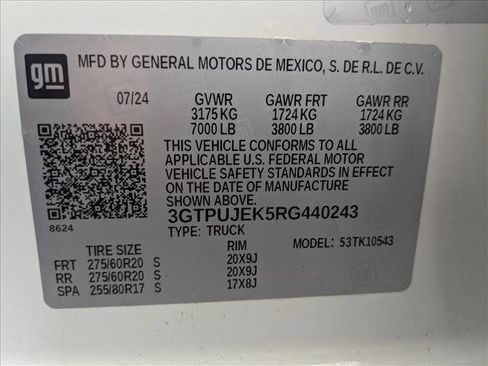 gm
MFD BY GENERAL MOTORS DE MEXICO, S. DE R.L. DE C.V.
07/24 GVWR GAWR FRT GAWR RR
3175 KG 1724 KG 1724 KG
7000 LB 3800 LB 3800 LB
THIS VEHICLE CONFORMS TO ALL
APPLICABLE U.S. FEDERAL MOTOR
VEHICLE SAFETY STANDARDS IN EFFECT
ON THE DATE OF MANUFACTURE
SHOWN ABOVE.
8624 3GTPUJEK5RG440243
TYPE: TRUCK
TIRE SIZE RIM MODEL: 53TK10543
FRT 275/60R20 S 20X9J
RR 275/60R20 S 20X9J
SPA 255/80R17 S 17X8J